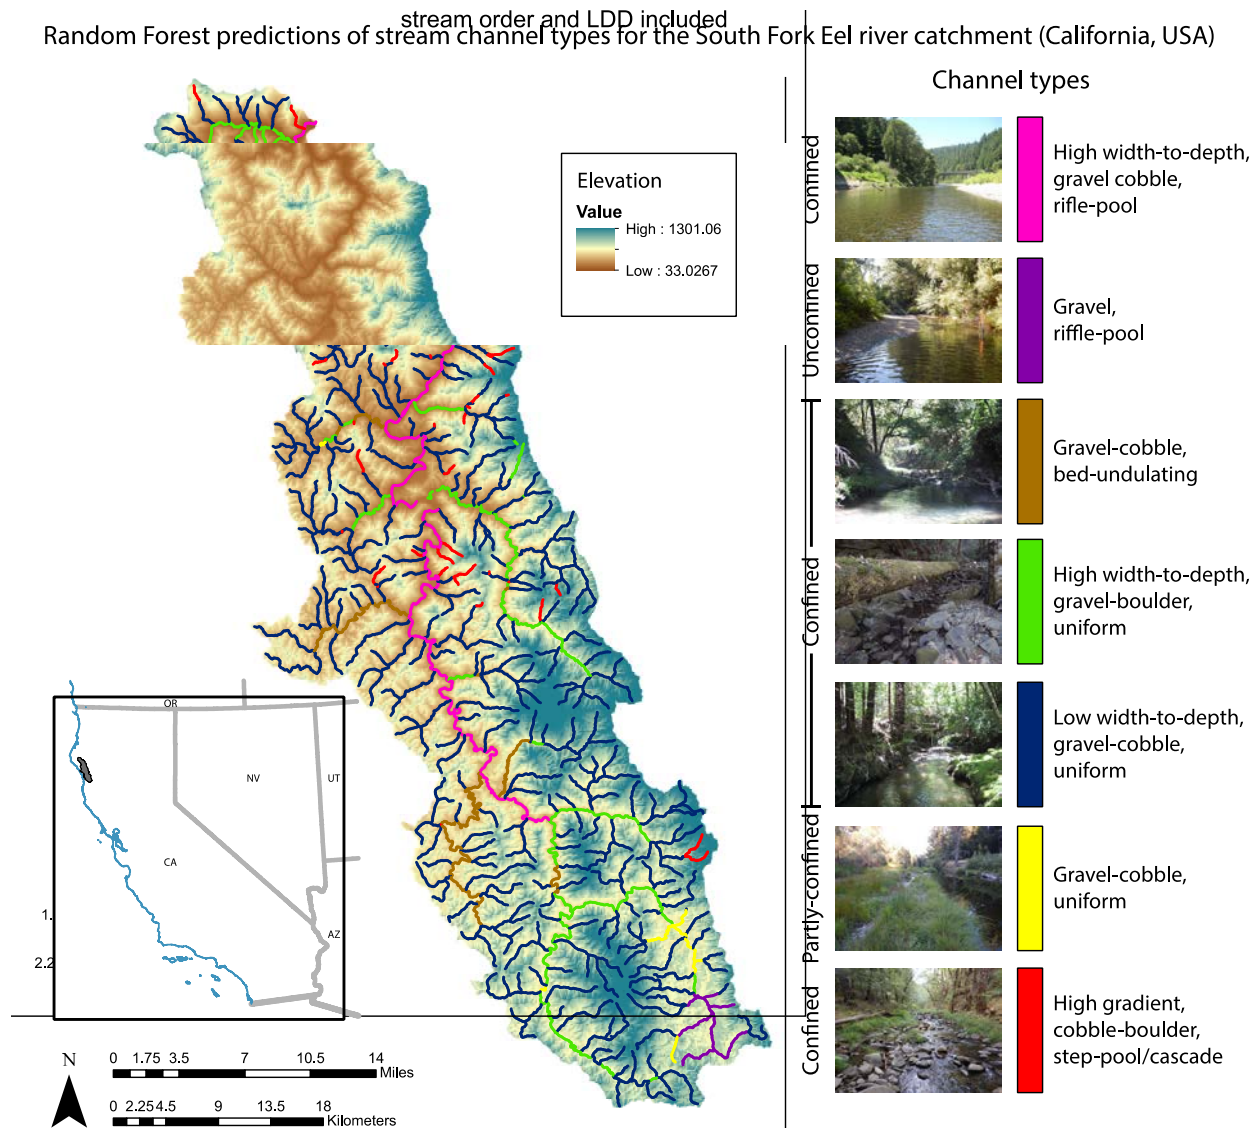 stream order and LDD included
Random Forest predictions of stream channel types for the South Fork Eel river catchment (California, USA)
Channel types
Elevation
Value
High : 1301.06
Low : 33.0267
Confined
High width-to-depth,
gravel cobble,
rifle-pool
Unconfined
Gravel,
riffle-pool
Confined
Gravel-cobble,
bed-undulating
High width-to-depth,
gravel-boulder,
uniform
Low width-to-depth,
gravel-cobble,
uniform
Partly-confined
Gravel-cobble,
uniform
Confined
High gradient,
cobble-boulder,
step-pool/cascade
OR
NV
UT
CA
AZ
1.
2.2
N
0 1.75 3.5 7 10.5 14
Miles
0 2.25 4.5 9 13.5 18
Kilometers